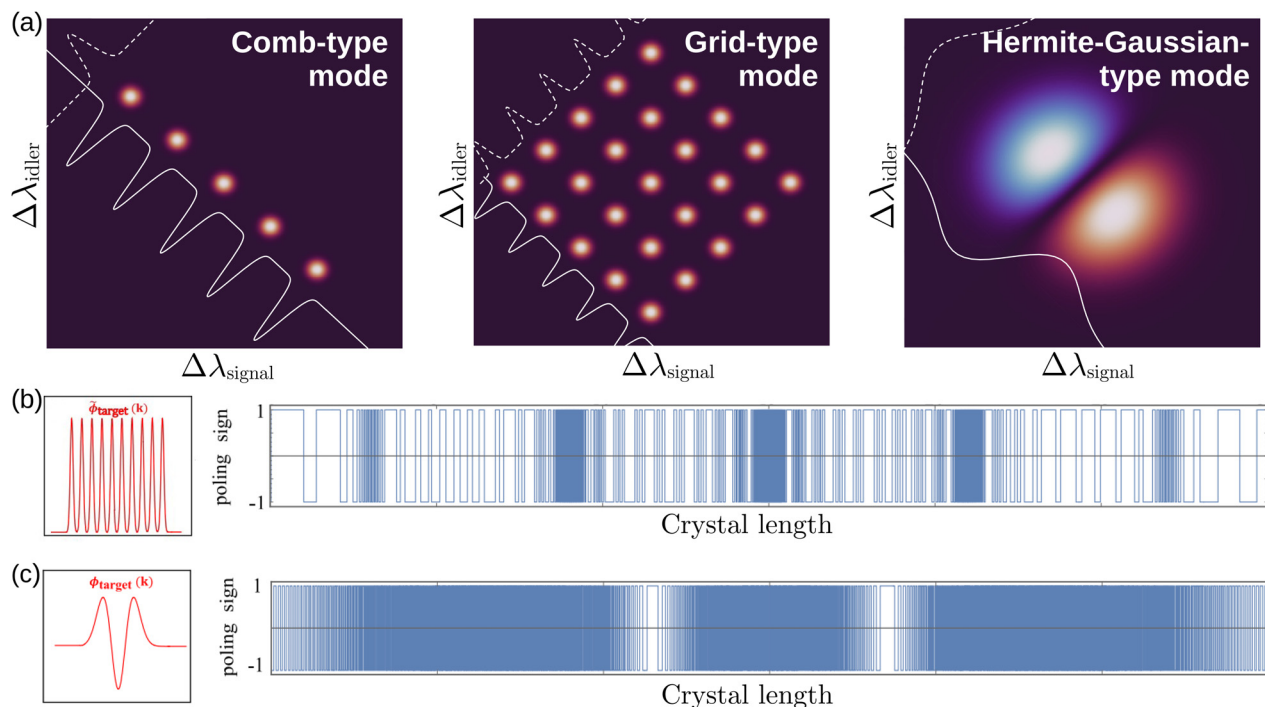 (a)
Comb-type
mode
Δλidler
Δλsignal
Grid-type
mode
Δλidler
Δλsignal
Hermite-Gaussian-
type mode
Δλidler
Δλsignal
(b)
ϕ̃target(k)
poling sign
1
-1
Crystal length
(c)
ϕtarget(k)
poling sign
1
-1
Crystal length